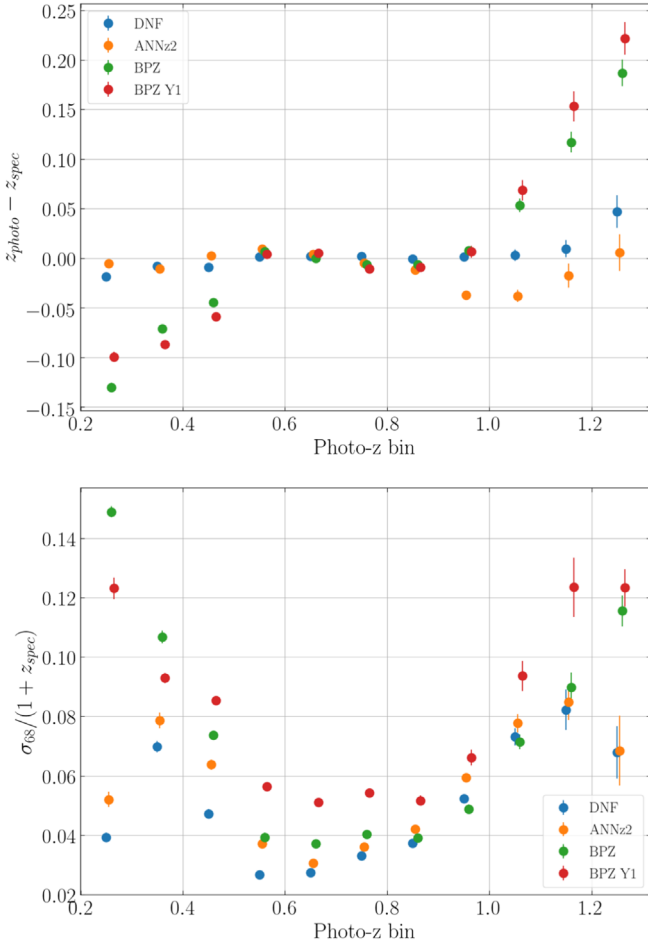 DNF
ANNz2
BPZ
BPZ Y1
0.25
0.20
0.15
0.10
0.05
0.00
−0.05
−0.10
−0.15
z_photo − z_spec
0.2 0.4 0.6 0.8 1.0 1.2
Photo-z bin
0.14
0.12
0.10
0.08
0.06
0.04
0.02
σ_68/(1 + z_spec)
DNF
ANNz2
BPZ
BPZ Y1
0.2 0.4 0.6 0.8 1.0 1.2
Photo-z bin